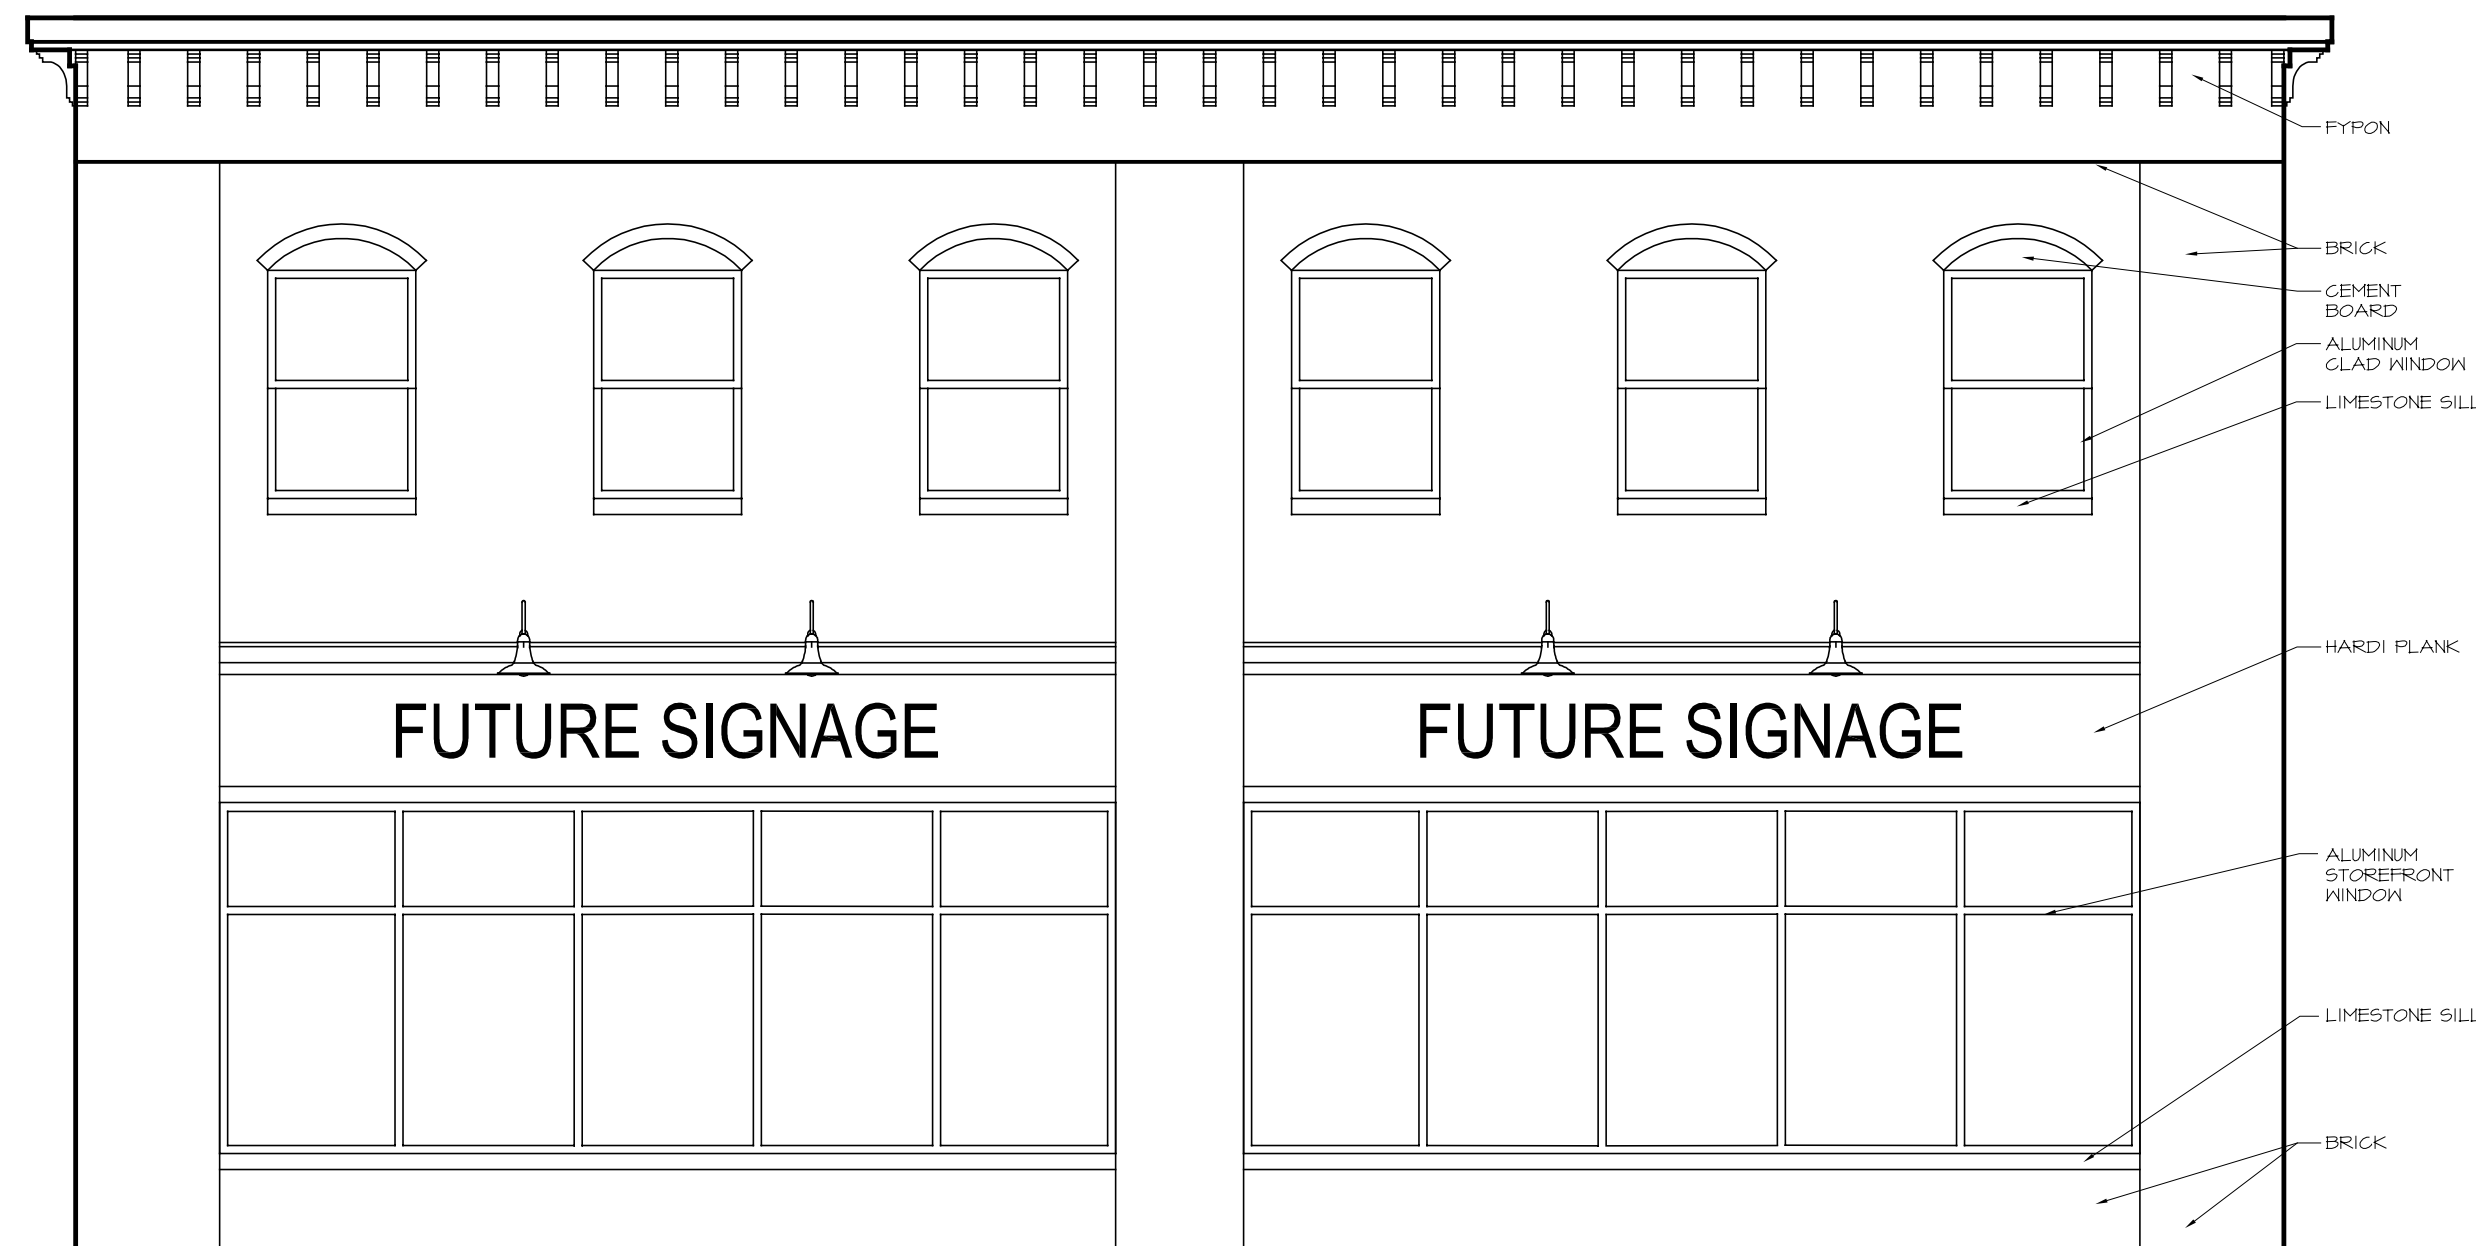 FYPON
BRICK
CEMENT
BOARD
ALUMINUM
CLAD WINDOW
LIMESTONE SILL
HARDI PLANK
FUTURE SIGNAGE
FUTURE SIGNAGE
ALUMINUM
STOREFRONT
WINDOW
LIMESTONE SILL
BRICK